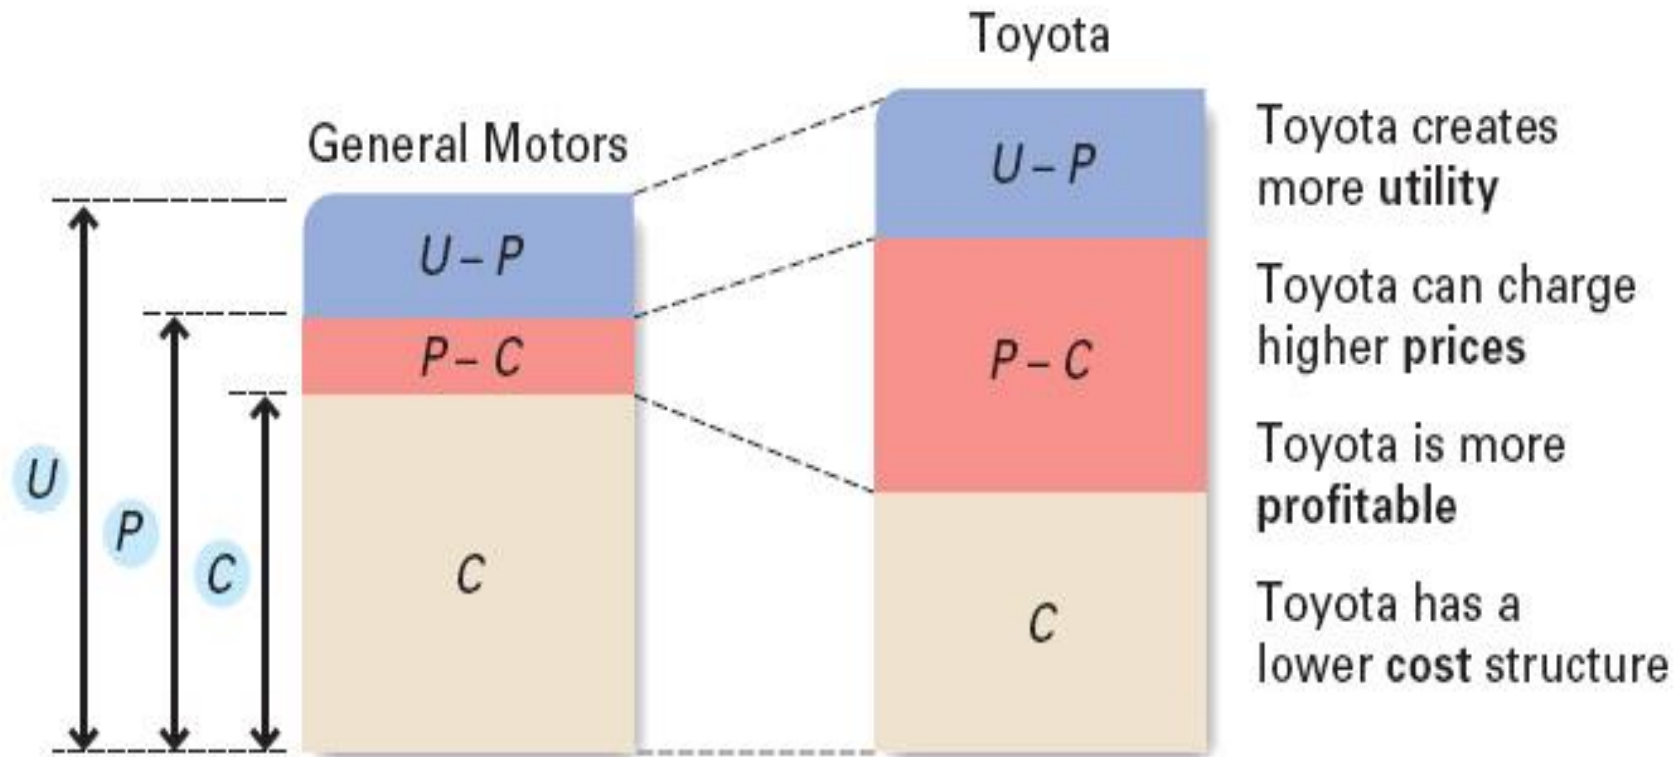 Toyota
General Motors
U – P
P – C
C
U
P
C
U – P
P – C
C
Toyota creates
more utility
Toyota can charge
higher prices
Toyota is more
profitable
Toyota has a
lower cost structure